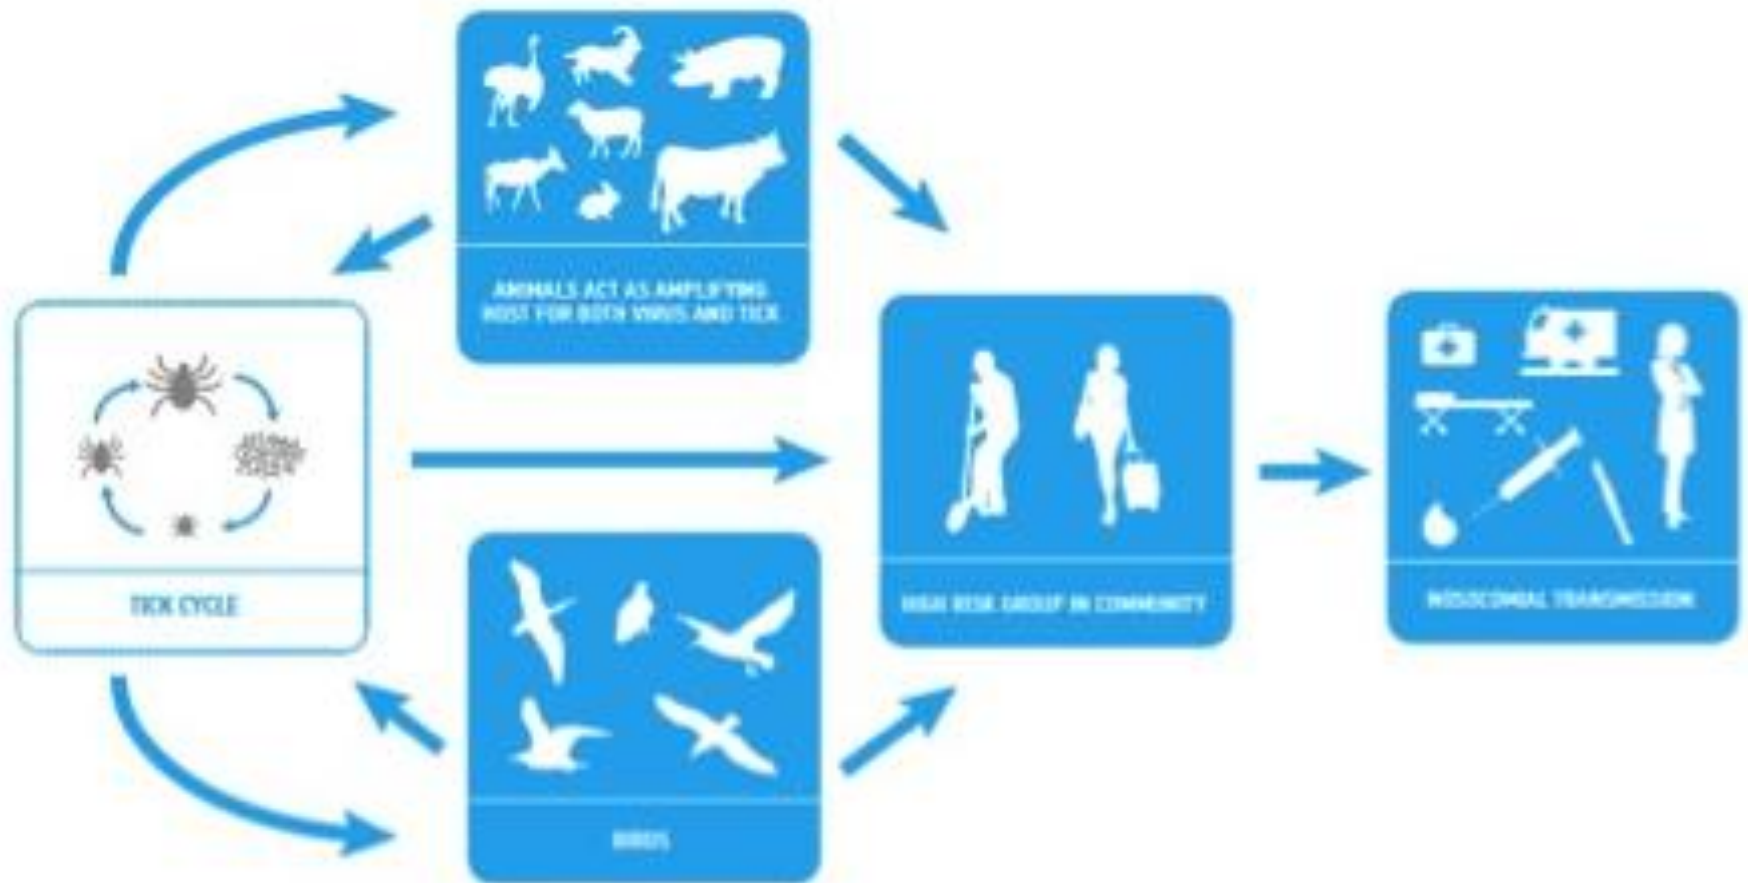 ANIMALS ACT AS AMPLIFYING
HOST FOR BOTH VIRUS AND TICK
TICK CYCLE
HIGH RISK GROUP IN COMMUNITY
NOSOCOMIAL TRANSMISSION
BIRDS